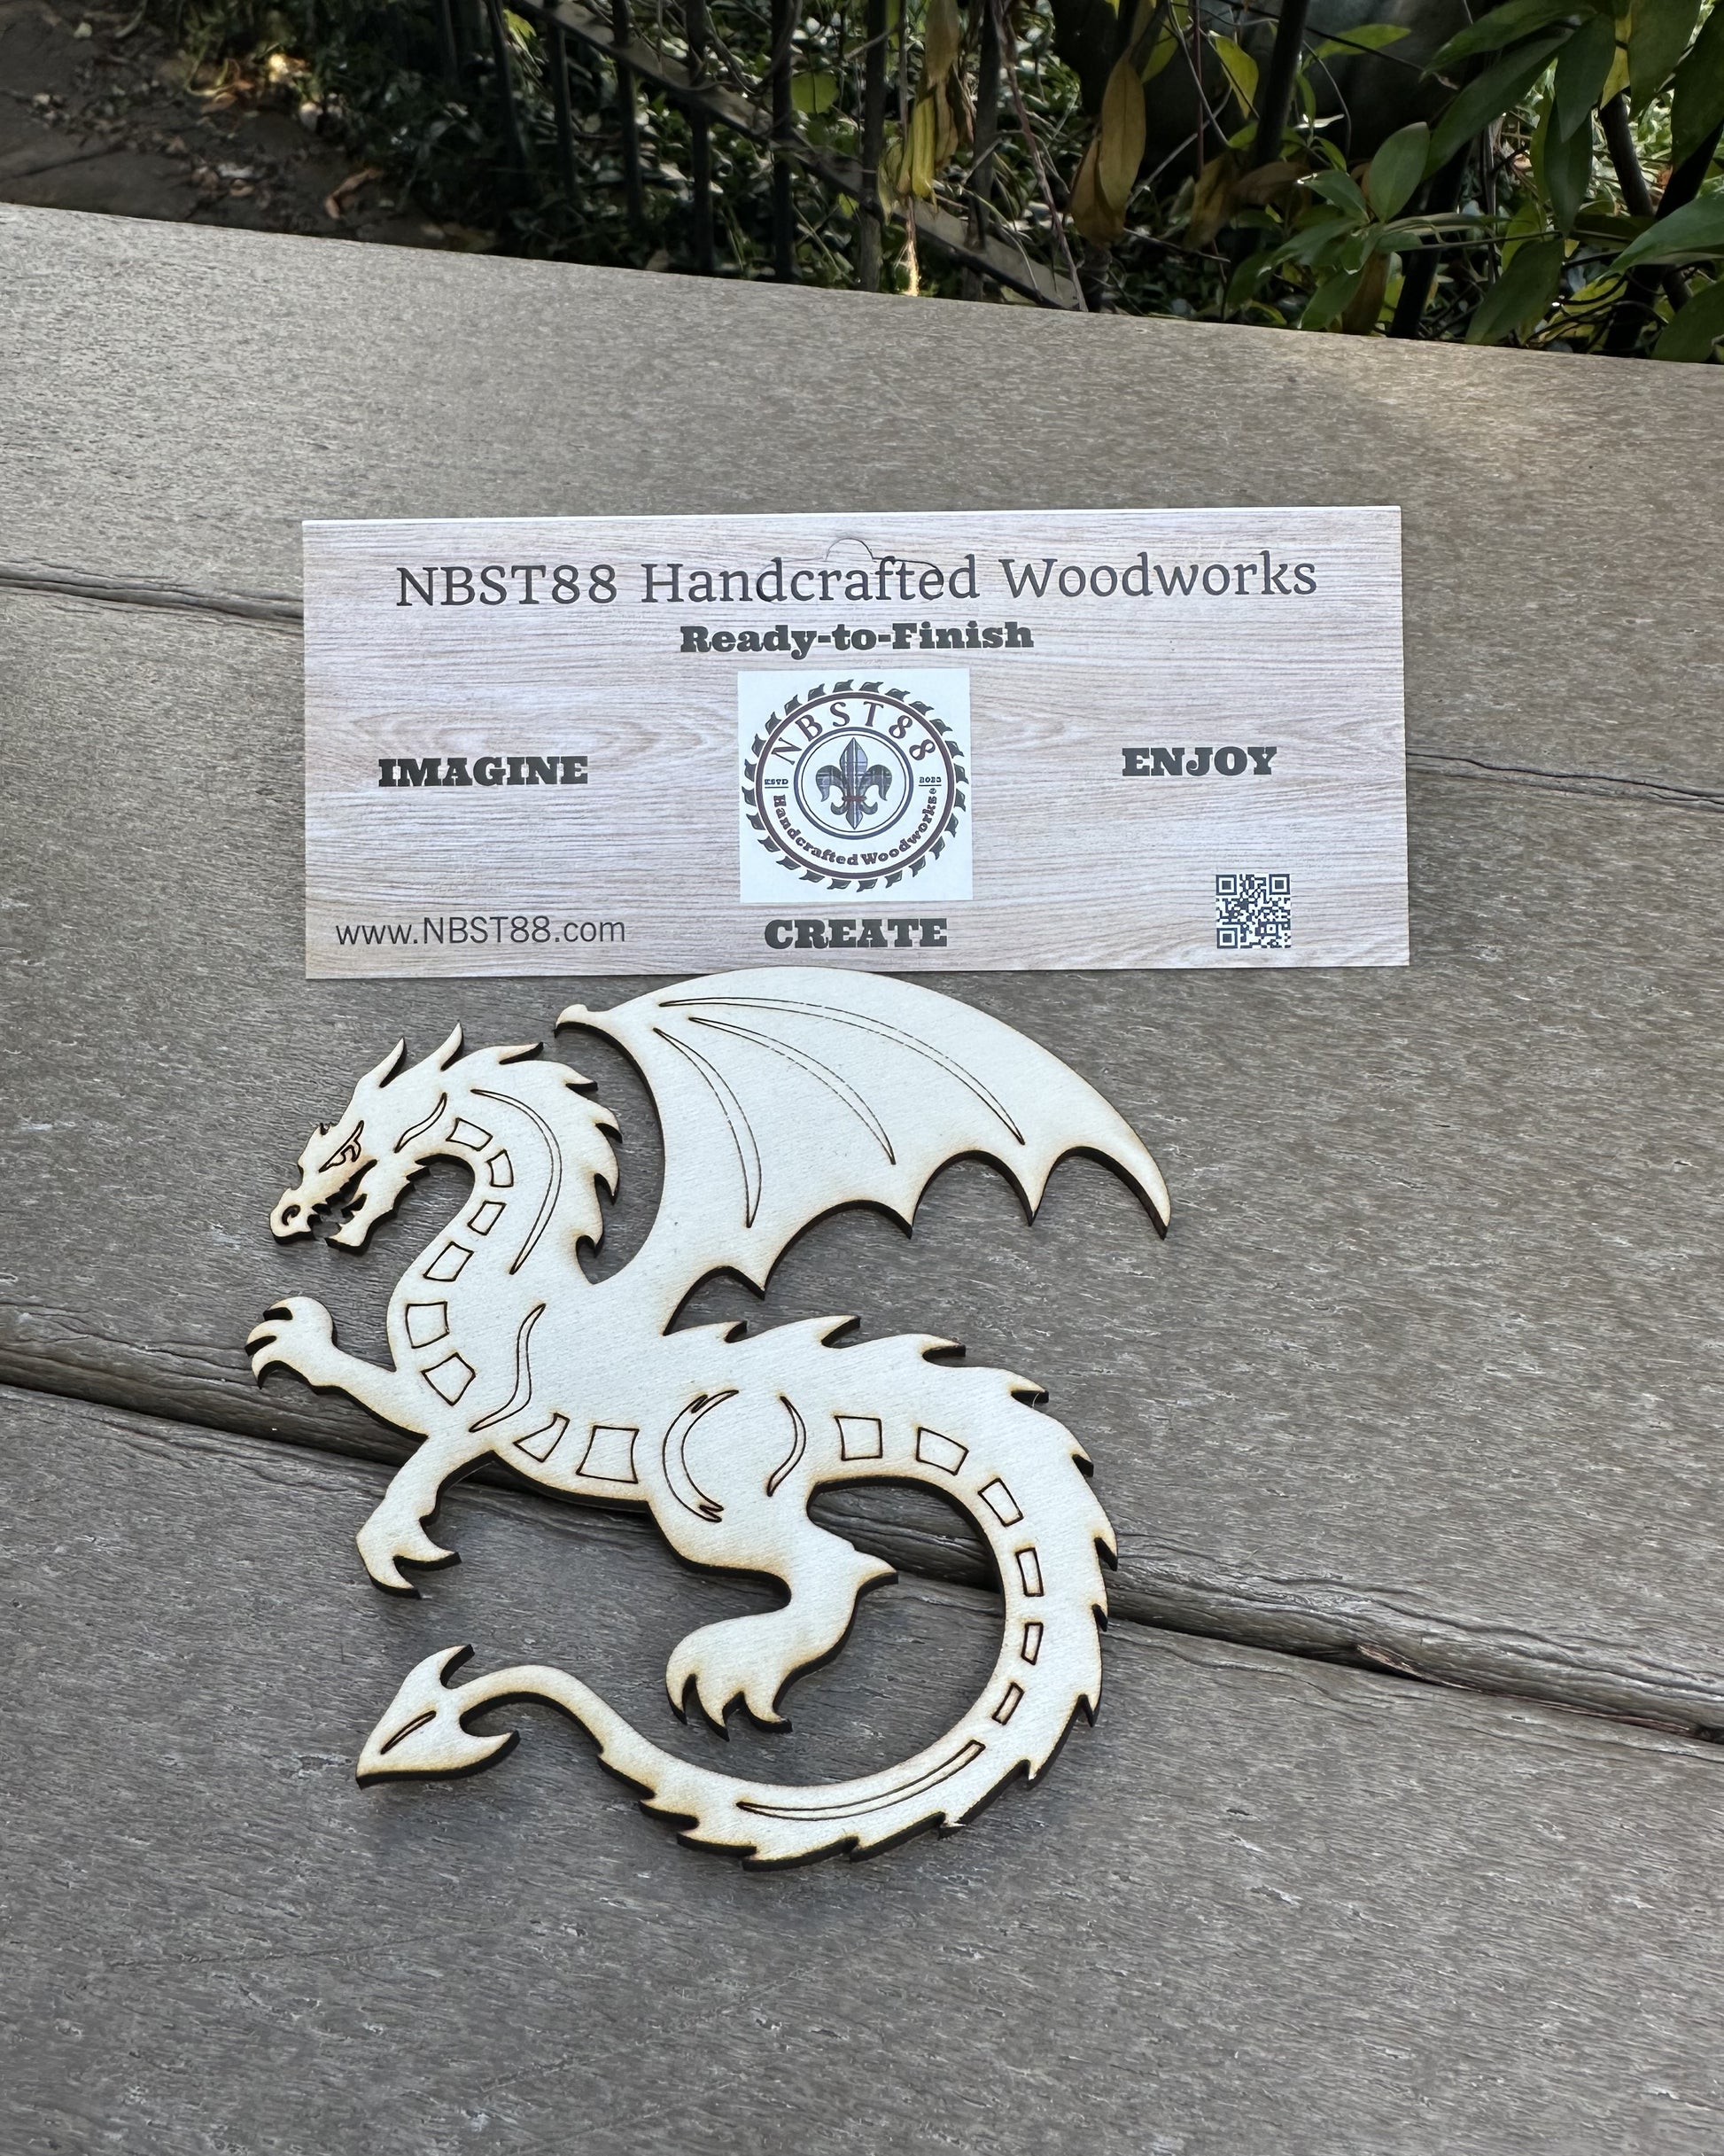 NBST88 Handcrafted Woodworks
Ready-to-Finish
NBST88
IMAGINE
ENJOY
ESTD 2023
Handcrafted Woodworks
www.NBST88.com
CREATE